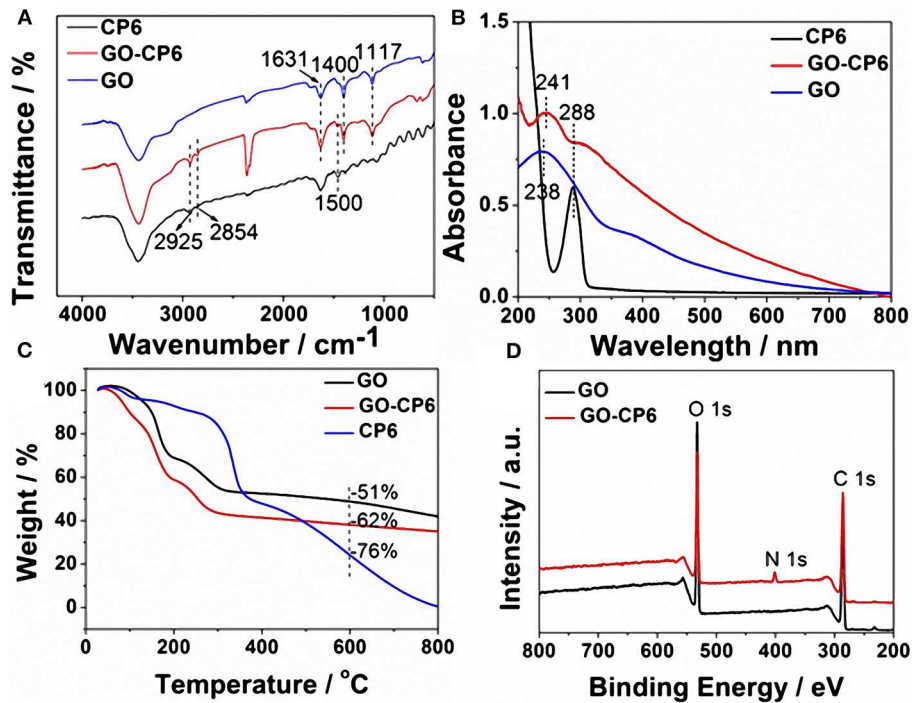 A
CP6
GO-CP6
GO
1631 1400 1117
1500
2925 2854
Transmittance / %
4000 3000 2000 1000
Wavenumber / cm-1
B
CP6
GO-CP6
GO
241
288
238
Absorbance
2.0
1.5
1.0
0.5
0.0
200 300 400 500 600 700 800
Wavelength / nm
C
GO
GO-CP6
CP6
-51%
-62%
-76%
Weight / %
100
80
60
40
20
0
0 200 400 600 800
Temperature / °C
D
GO
GO-CP6
O 1s
C 1s
N 1s
Intensity / a.u.
800 700 600 500 400 300 200
Binding Energy / eV